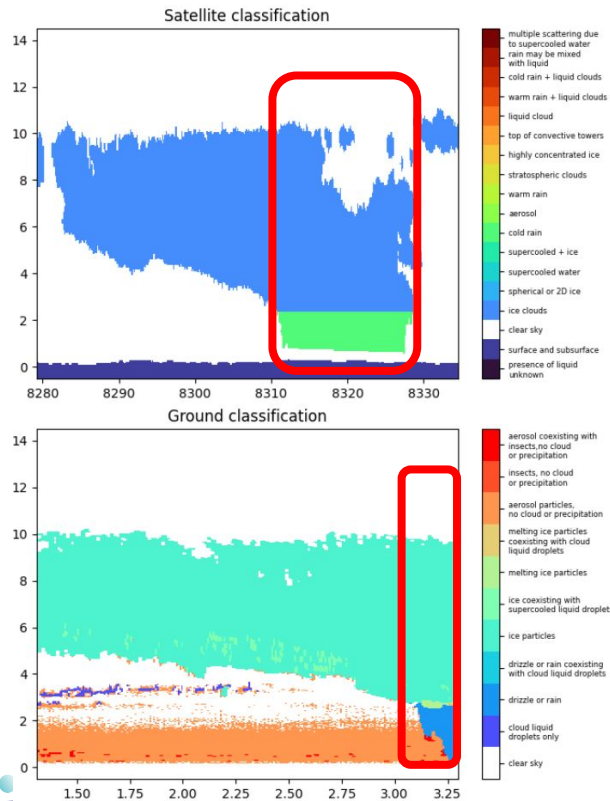 Satellite classification
14
12
10
8
6
4
2
0
8280
8290
8300
8310
8320
8330
multiple scattering due
to supercooled water
rain may be mixed
with liquid
cold rain + liquid clouds
warm rain + liquid clouds
liquid cloud
top of convective towers
highly concentrated ice
stratospheric clouds
warm rain
aerosol
cold rain
supercooled + ice
supercooled water
spherical or 2D ice
ice clouds
clear sky
surface and subsurface
presence of liquid
unknown
Ground classification
14
12
10
8
6
4
2
0
1.50
1.75
2.00
2.25
2.50
2.75
3.00
3.25
aerosol coexisting with
insects,no cloud
or precipitation
insects, no cloud
or precipitation
aerosol particles,
no cloud or precipitation
melting ice particles
coexisting with cloud
liquid droplets
melting ice particles
ice coexisting with
supercooled liquid droplet
ice particles
drizzle or rain coexisting
with cloud liquid droplets
drizzle or rain
cloud liquid
droplets only
clear sky